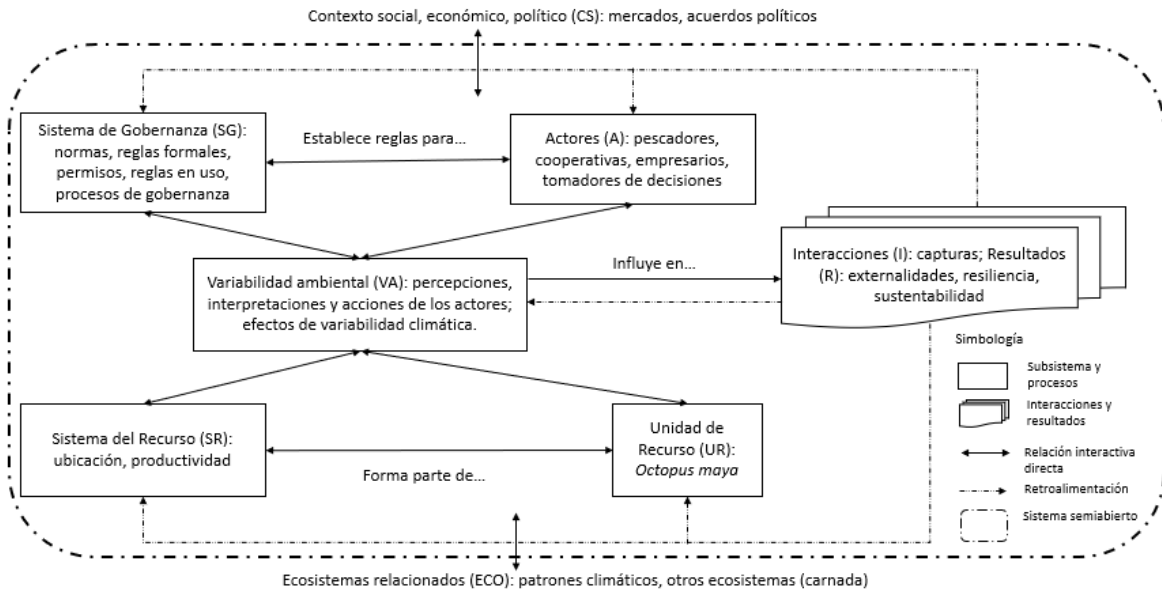 Contexto social, económico, político (CS): mercados, acuerdos políticos
Sistema de Gobernanza (SG):
normas, reglas formales,
permisos, reglas en uso,
procesos de gobernanza
Establece reglas para...
Actores (A): pescadores,
cooperativas, empresarios,
tomadores de decisiones
Variabilidad ambiental (VA): percepciones,
interpretaciones y acciones de los actores;
efectos de variabilidad climática.
Influye en...
Interacciones (I): capturas; Resultados
(R): externalidades, resiliencia,
sustentabilidad
Sistema del Recurso (SR):
ubicación, productividad
Forma parte de...
Unidad de
Recurso (UR):
Octopus maya
Simbología
Subsistema y
procesos
Interacciones y
resultados
Relación interactiva
directa
Retroalimentación
Sistema semiabierto
Ecosistemas relacionados (ECO): patrones climáticos, otros ecosistemas (carnada)